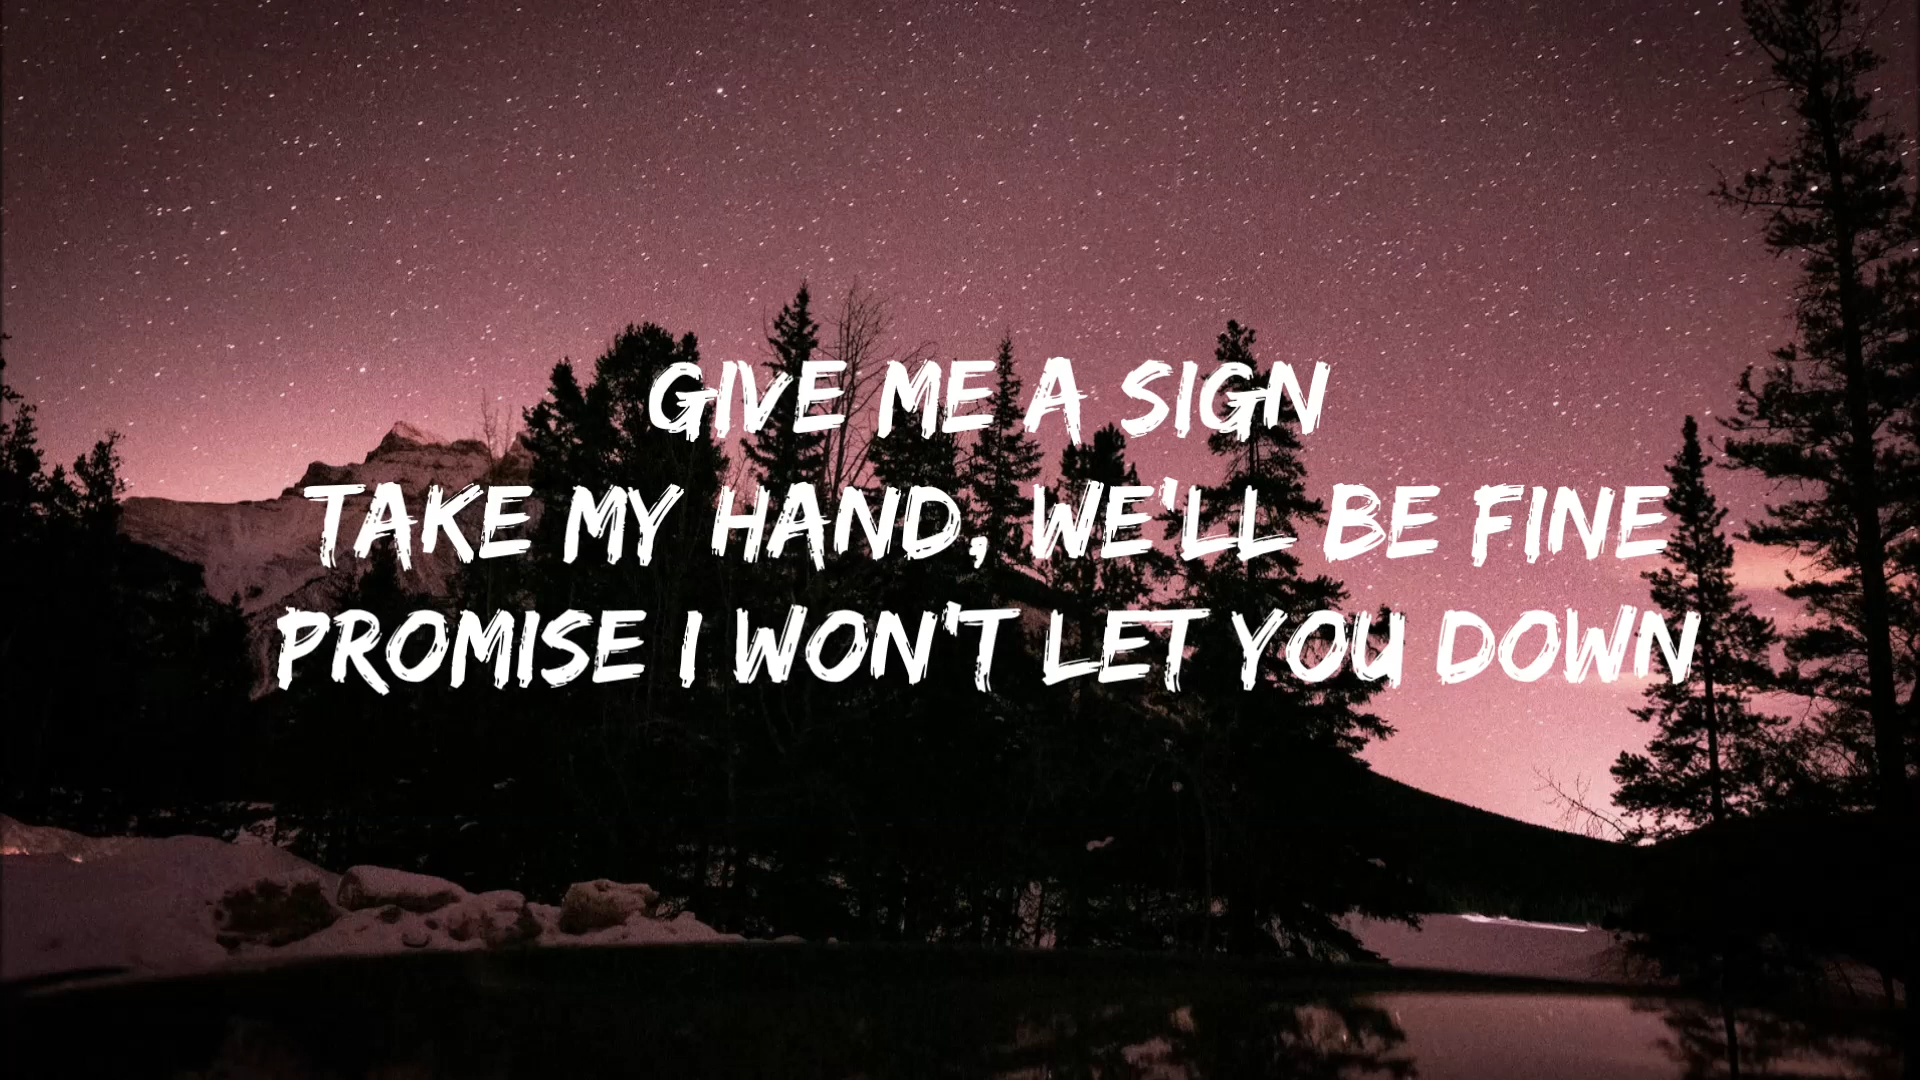 GIVE ME A SIGN
TAKE MY HAND, WE'LL BE FINE
PROMISE I WON'T LET YOU DOWN